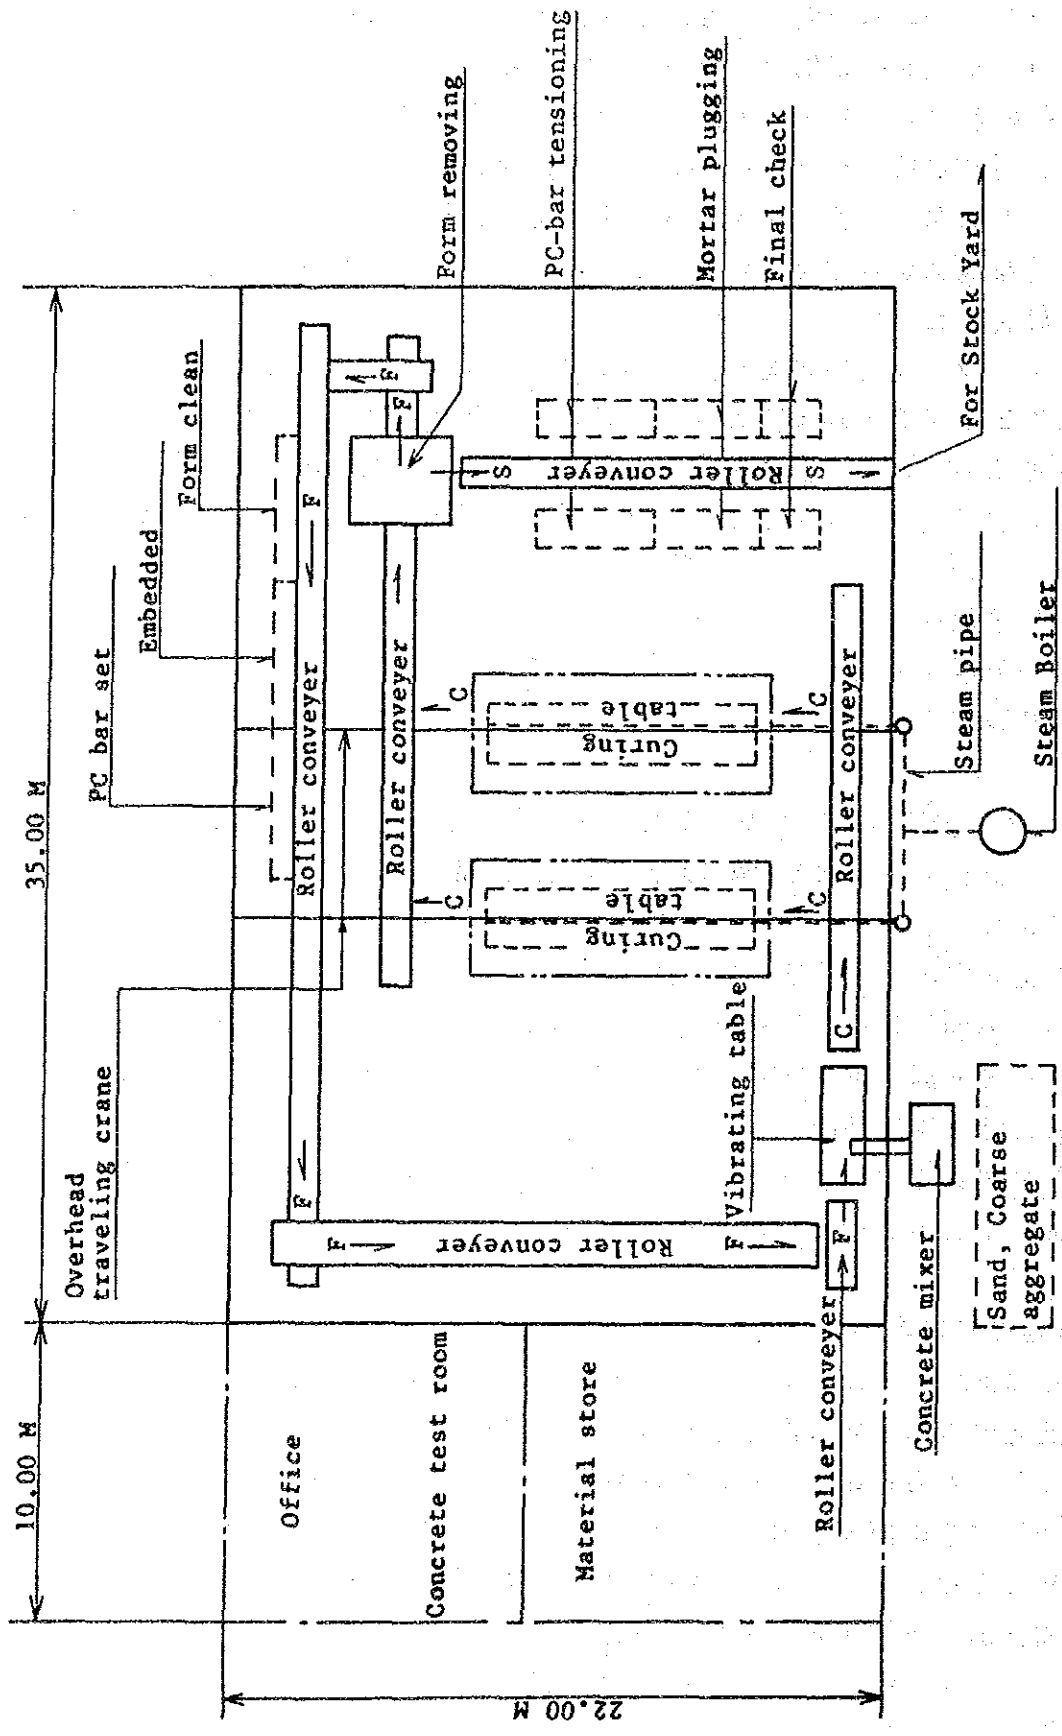 10.00 M
35.00 M
22.00 M
Overhead
traveling crane
PC bar set
Embedded
Form clean
Office
Concrete test room
Material store
F
F
Roller conveyer
F
F
Roller conveyer
F
Roller conveyer
F
F
Form removing
C
C
Curing
table
Curing
table
C
C
S
Roller conveyer
S
PC-bar tensioning
Mortar plugging
Final check
For Stock Yard
Vibrating table
F
C
Roller conveyer
Roller conveyer
Concrete mixer
Sand, Coarse
aggregate
Steam pipe
Steam Boiler